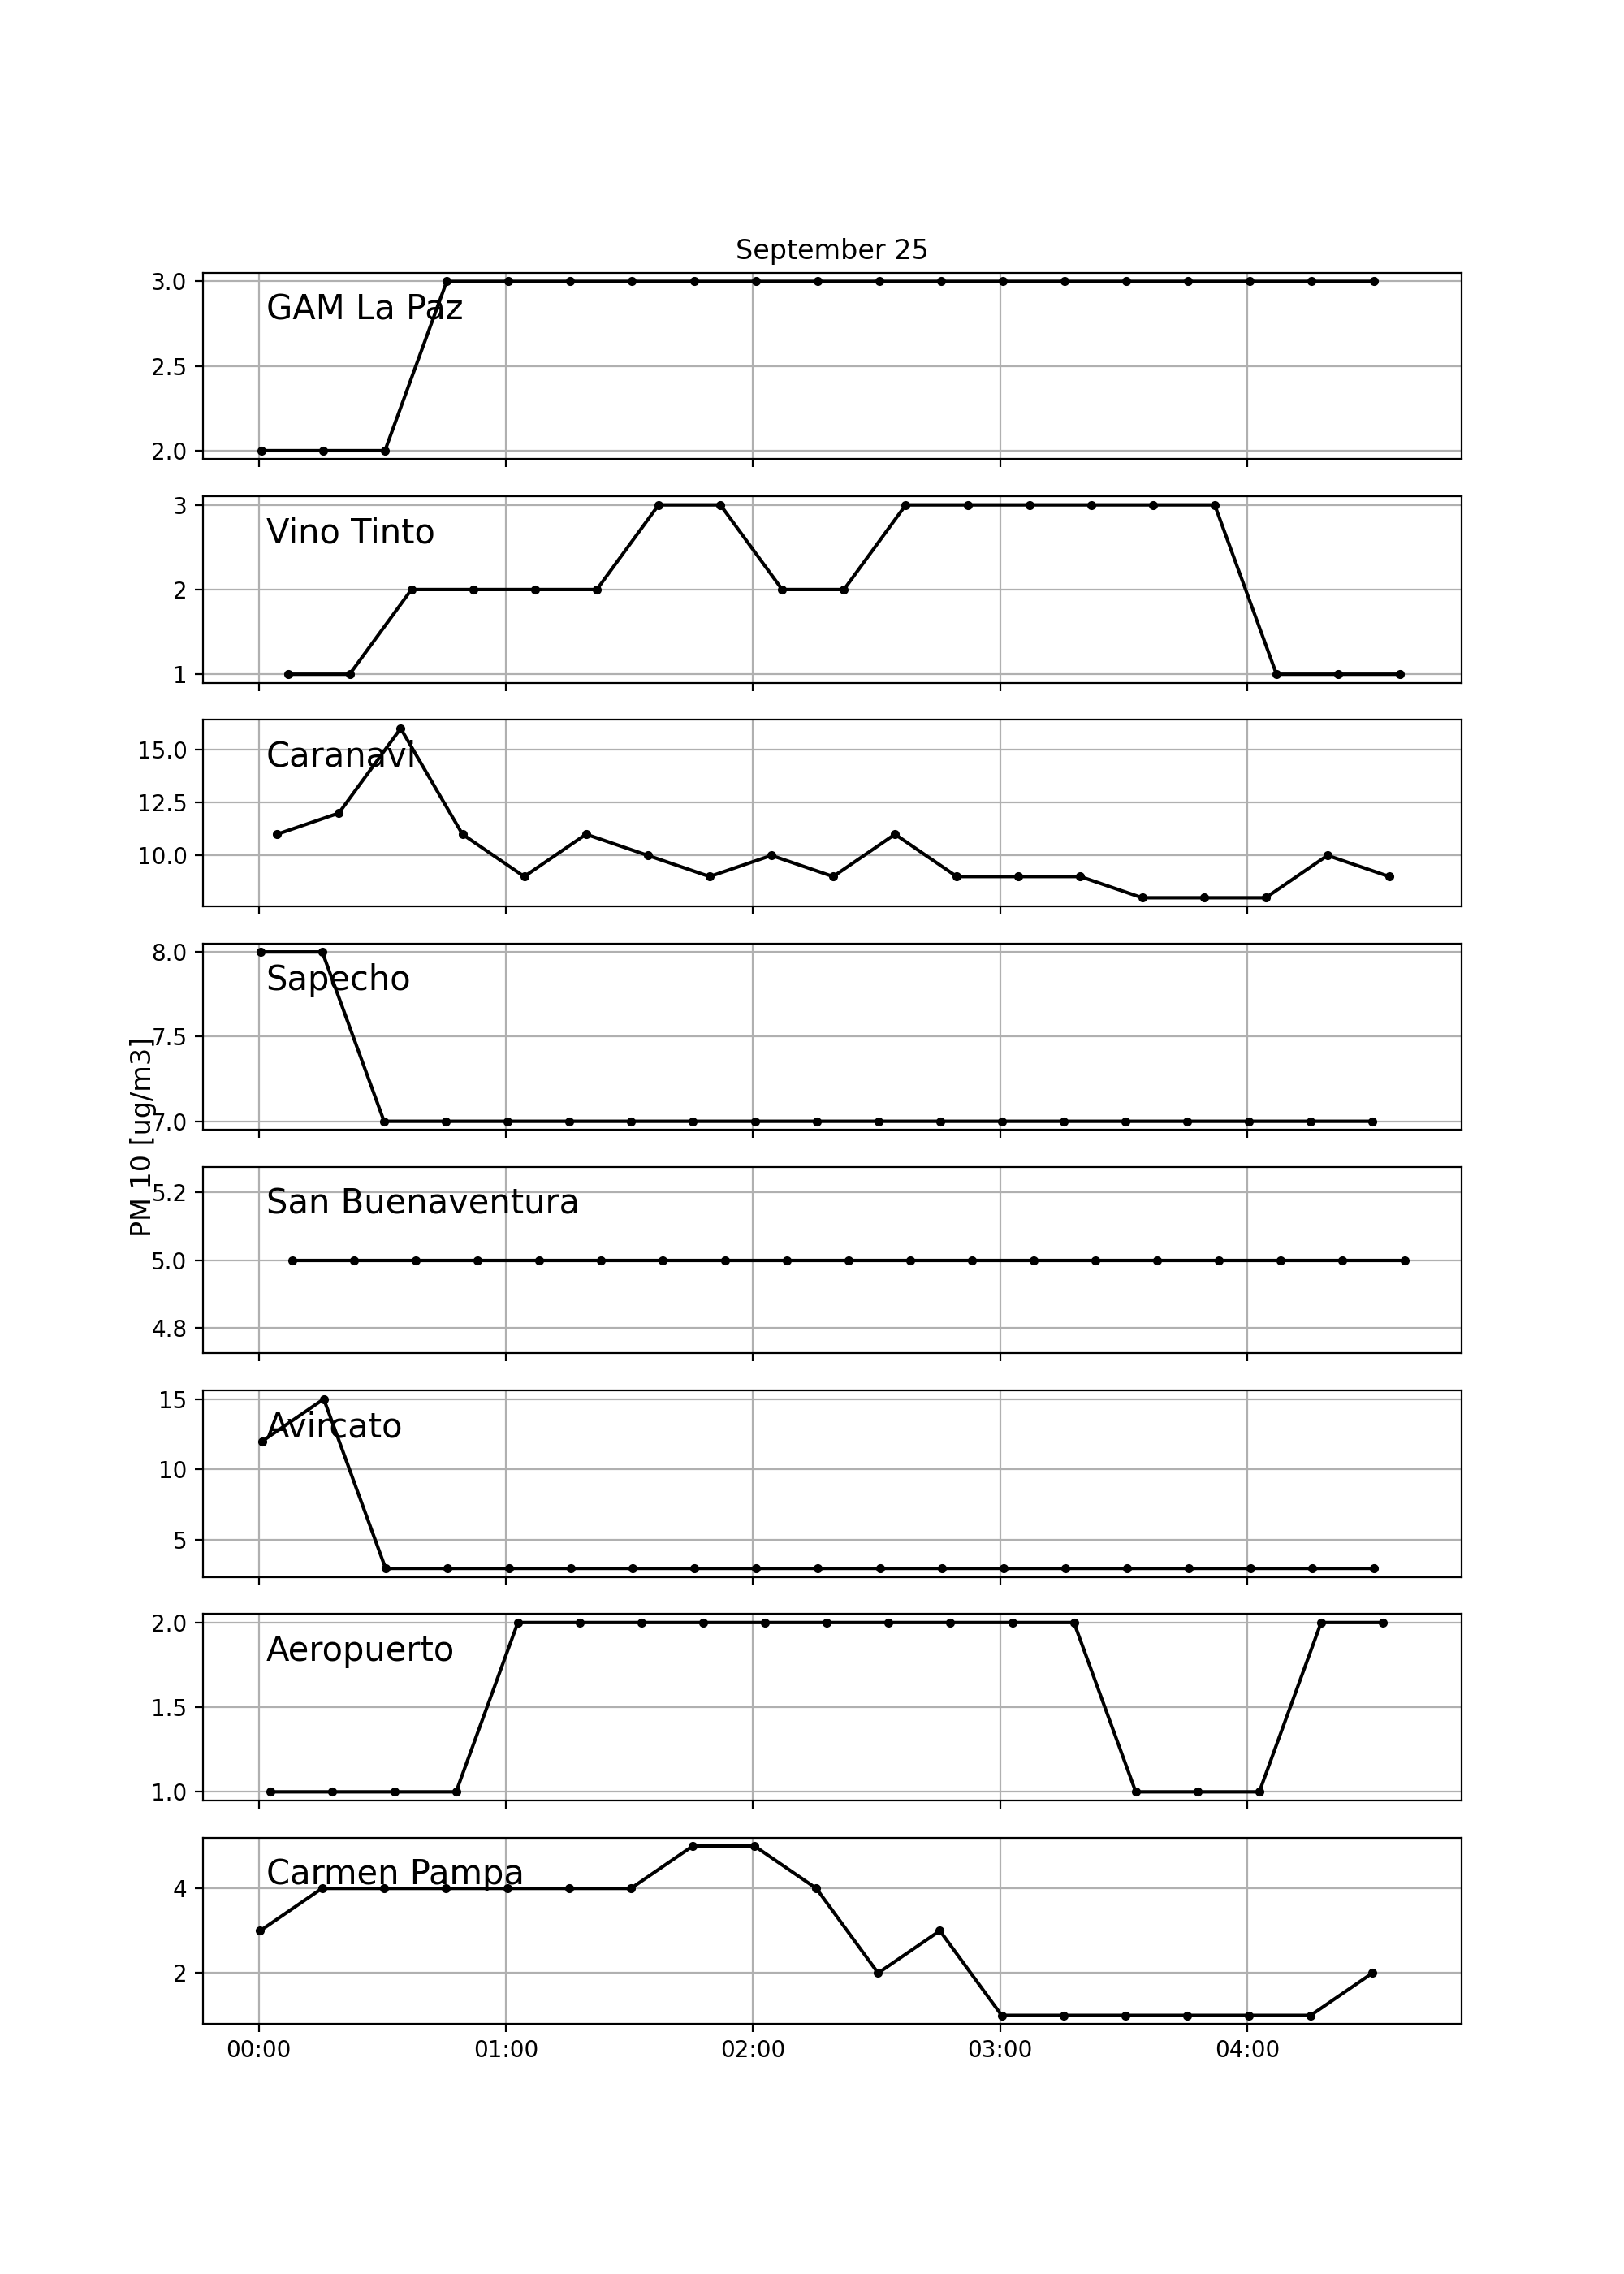 September 25
3.0
GAM La Paz
2.5
2.0
3
Vino Tinto
2
1
15.0
Caranavi
12.5
10.0
8.0
Sapecho
7.5
7.0
PM 10 [ug/m3]
5.2
San Buenaventura
5.0
4.8
15
Avircato
10
5
2.0
Aeropuerto
1.5
1.0
Carmen Pampa
4
2
00:00 01:00 02:00 03:00 04:00